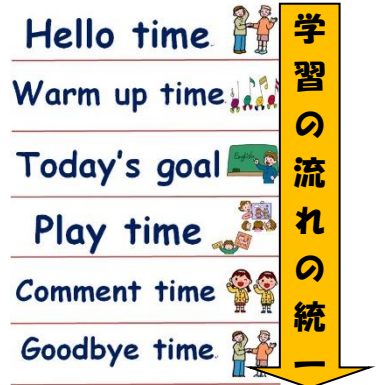 Hello time
Warm up time
Today's goal
English
Play time
Comment time
Goodbye time
学習の流れの統一